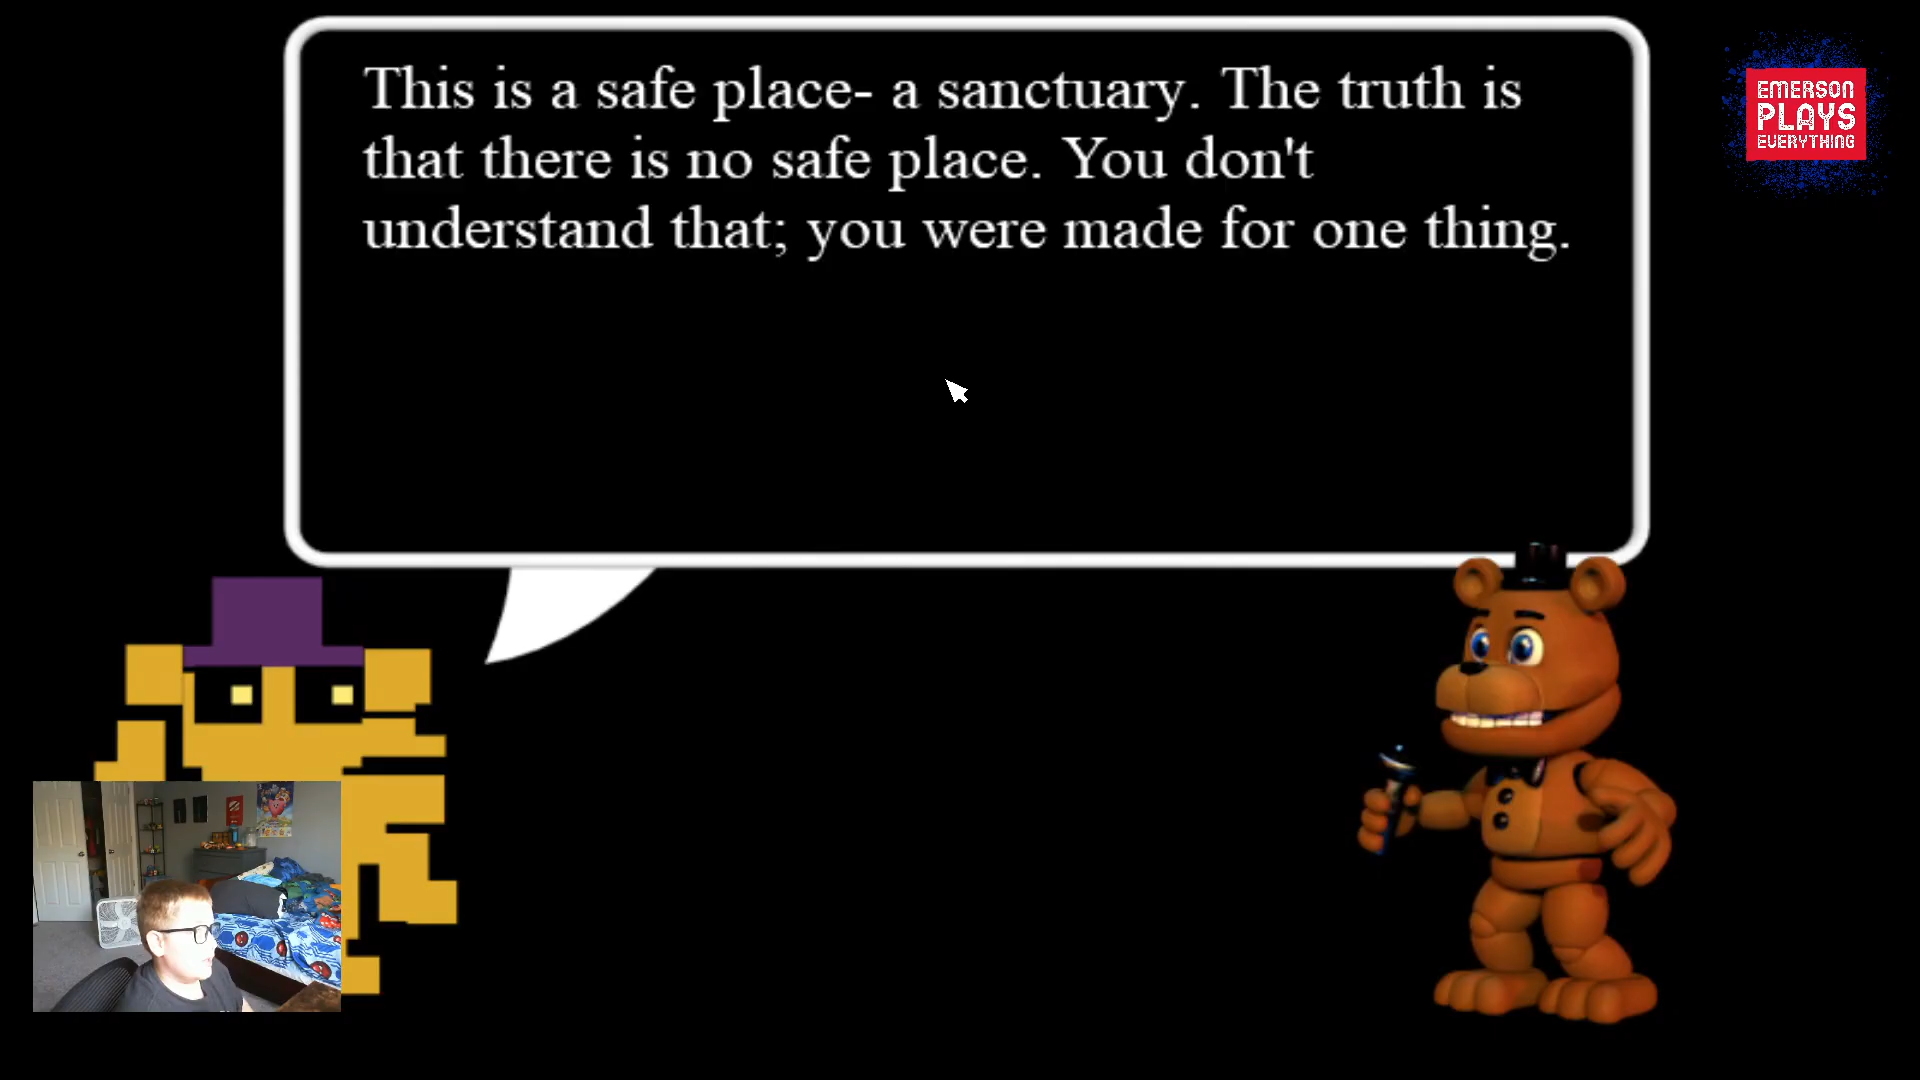 This is a safe place- a sanctuary. The truth is
that there is no safe place. You don't
understand that; you were made for one thing.
EMERSON
PLAYS
EVERYTHING